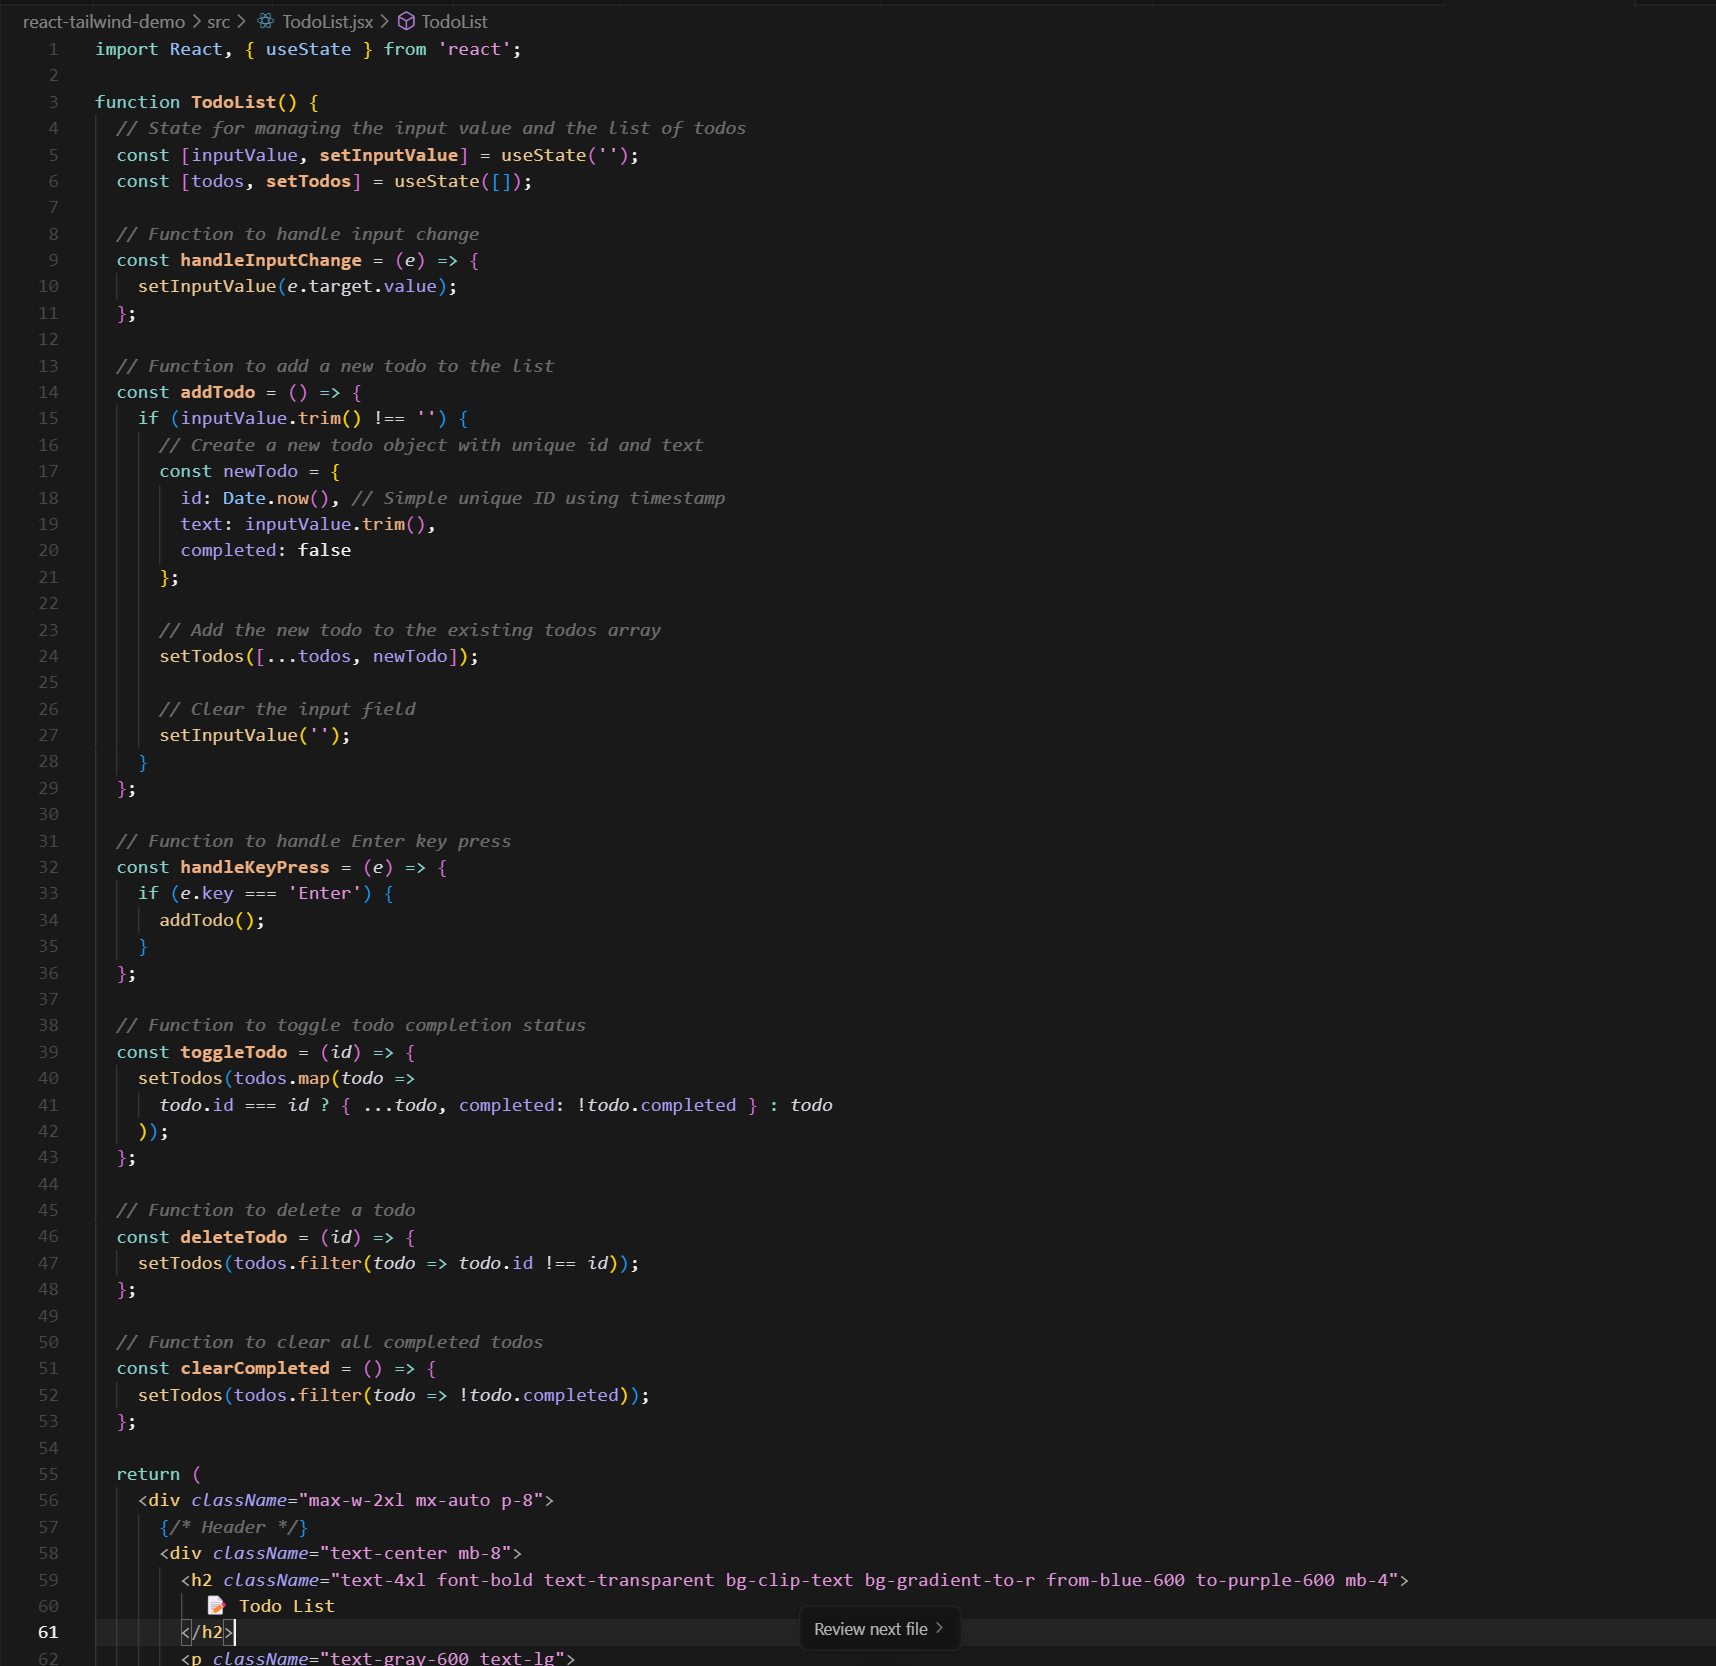 react-tailwind-demo > src > TodoList.jsx > TodoList
1 import React, { useState } from 'react';
2
3 function TodoList() {
4   // State for managing the input value and the list of todos
5   const [inputValue, setInputValue] = useState('');
6   const [todos, setTodos] = useState([]);
7
8   // Function to handle input change
9   const handleInputChange = (e) => {
10     setInputValue(e.target.value);
11   };
12
13   // Function to add a new todo to the list
14   const addTodo = () => {
15     if (inputValue.trim() !== '') {
16       // Create a new todo object with unique id and text
17       const newTodo = {
18         id: Date.now(), // Simple unique ID using timestamp
19         text: inputValue.trim(),
20         completed: false
21       };
22
23       // Add the new todo to the existing todos array
24       setTodos([...todos, newTodo]);
25
26       // Clear the input field
27       setInputValue('');
28     }
29   };
30
31   // Function to handle Enter key press
32   const handleKeyPress = (e) => {
33     if (e.key === 'Enter') {
34       addTodo();
35     }
36   };
37
38   // Function to toggle todo completion status
39   const toggleTodo = (id) => {
40     setTodos(todos.map(todo =>
41       todo.id === id ? { ...todo, completed: !todo.completed } : todo
42     ));
43   };
44
45   // Function to delete a todo
46   const deleteTodo = (id) => {
47     setTodos(todos.filter(todo => todo.id !== id));
48   };
49
50   // Function to clear all completed todos
51   const clearCompleted = () => {
52     setTodos(todos.filter(todo => !todo.completed));
53   };
54
55   return (
56     <div className="max-w-2xl mx-auto p-8">
57       {/* Header */}
58       <div className="text-center mb-8">
59         <h2 className="text-4xl font-bold text-transparent bg-clip-text bg-gradient-to-r from-blue-600 to-purple-600 mb-4">
60           📝 Todo List
61         </h2>
Review next file >
62         <p className="text-gray-600 text-lg">